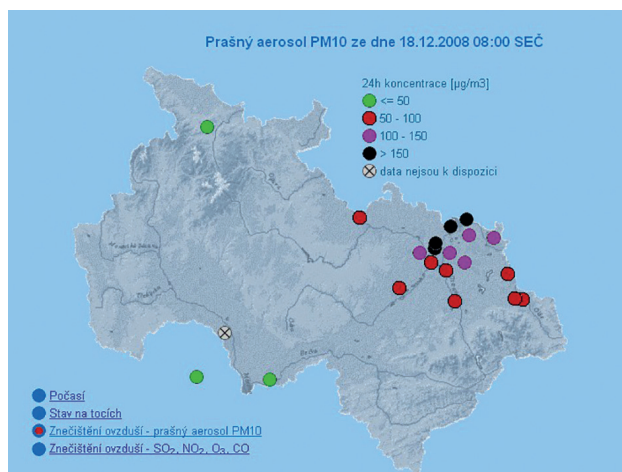 Prašný aerosol PM10 ze dne 18.12.2008 08:00 SEČ
24h koncentrace [µg/m3]
<= 50
50 - 100
100 - 150
> 150
data nejsou k dispozici
Bečva
Počasí
Stav na tocích
Znečištění ovzduší - prašný aerosol PM10
Znečištění ovzduší - SO₂, NO₂, O₃, CO